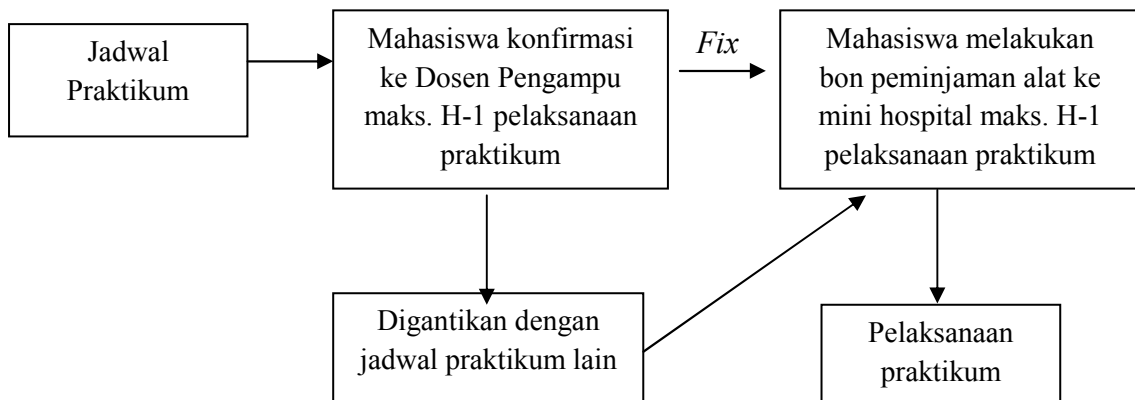 Jadwal
Praktikum
Mahasiswa konfirmasi
ke Dosen Pengampu
maks. H-1 pelaksanaan
praktikum
Fix
Mahasiswa melakukan
bon peminjaman alat ke
mini hospital maks. H-1
pelaksanaan praktikum
Digantikan dengan
jadwal praktikum lain
Pelaksanaan
praktikum